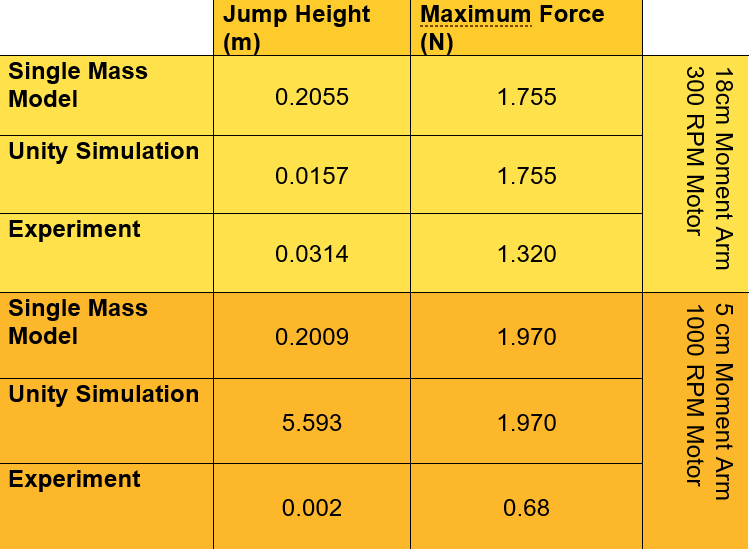 Jump Height
(m)
Maximum Force
(N)
Single Mass
Model
0.2055
1.755
Unity Simulation
0.0157
1.755
Experiment
0.0314
1.320
18cm Moment Arm
300 RPM Motor
Single Mass
Model
0.2009
1.970
Unity Simulation
5.593
1.970
Experiment
0.002
0.68
5 cm Moment Arm
1000 RPM Motor